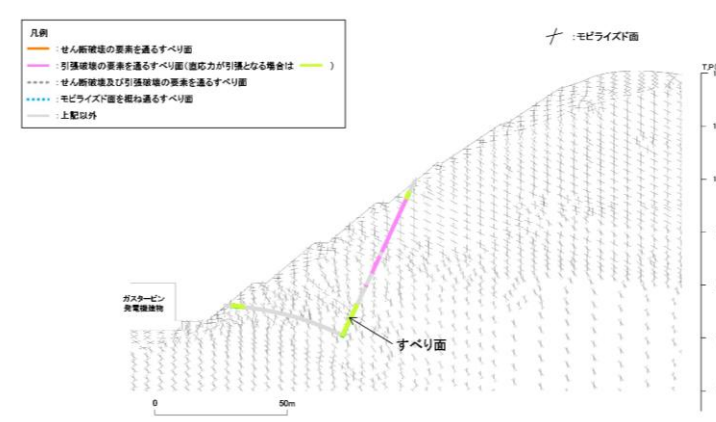 凡例
：せん断破壊の要素を通るすべり面
：引張破壊の要素を通るすべり面(直応力が引張となる場合は　　)
：せん断破壊及び引張破壊の要素を通るすべり面
：モビライズド面を概ね通るすべり面
：上記以外
：モビライズド面
T.P
ガスタービン
発電機建物
すべり面
0　50m